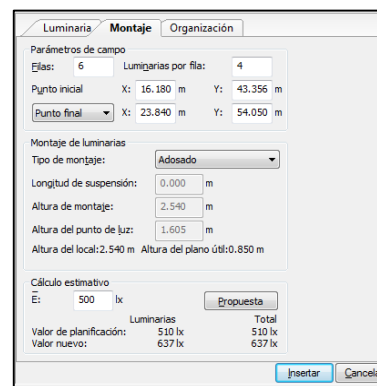 Luminaria Montaje Organización
Parámetros de campo
Filas: 6 Luminarias por fila: 4
Punto inicial X: 16.180 m Y: 43.356 m
Punto final X: 23.840 m Y: 54.050 m
Montaje de luminarias
Tipo de montaje: Adosado
Longitud de suspensión: 0.000 m
Altura de montaje: 2.540 m
Altura del punto de luz: 1.605 m
Altura del local:2.540 m Altura del plano útil:0.850 m
Cálculo estimativo
E: 500 lx Propuesta
Luminarias Total
Valor de planificación: 510 lx 510 lx
Valor nuevo: 637 lx 637 lx
Insertar Cancela